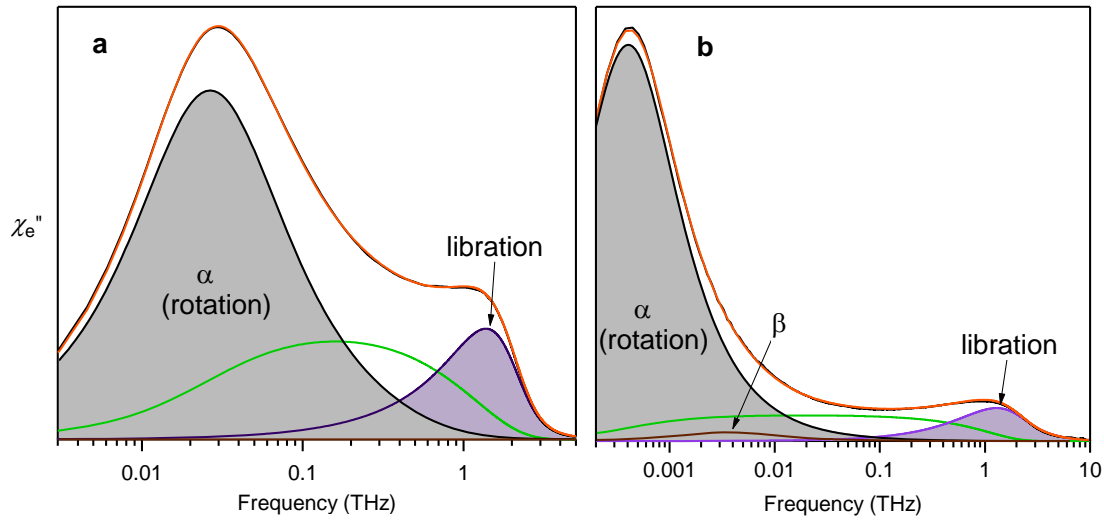 a
χe"
α
(rotation)
libration
0.01
0.1
1
Frequency (THz)
b
α
(rotation)
β
libration
0.001
0.01
0.1
1
10
Frequency (THz)